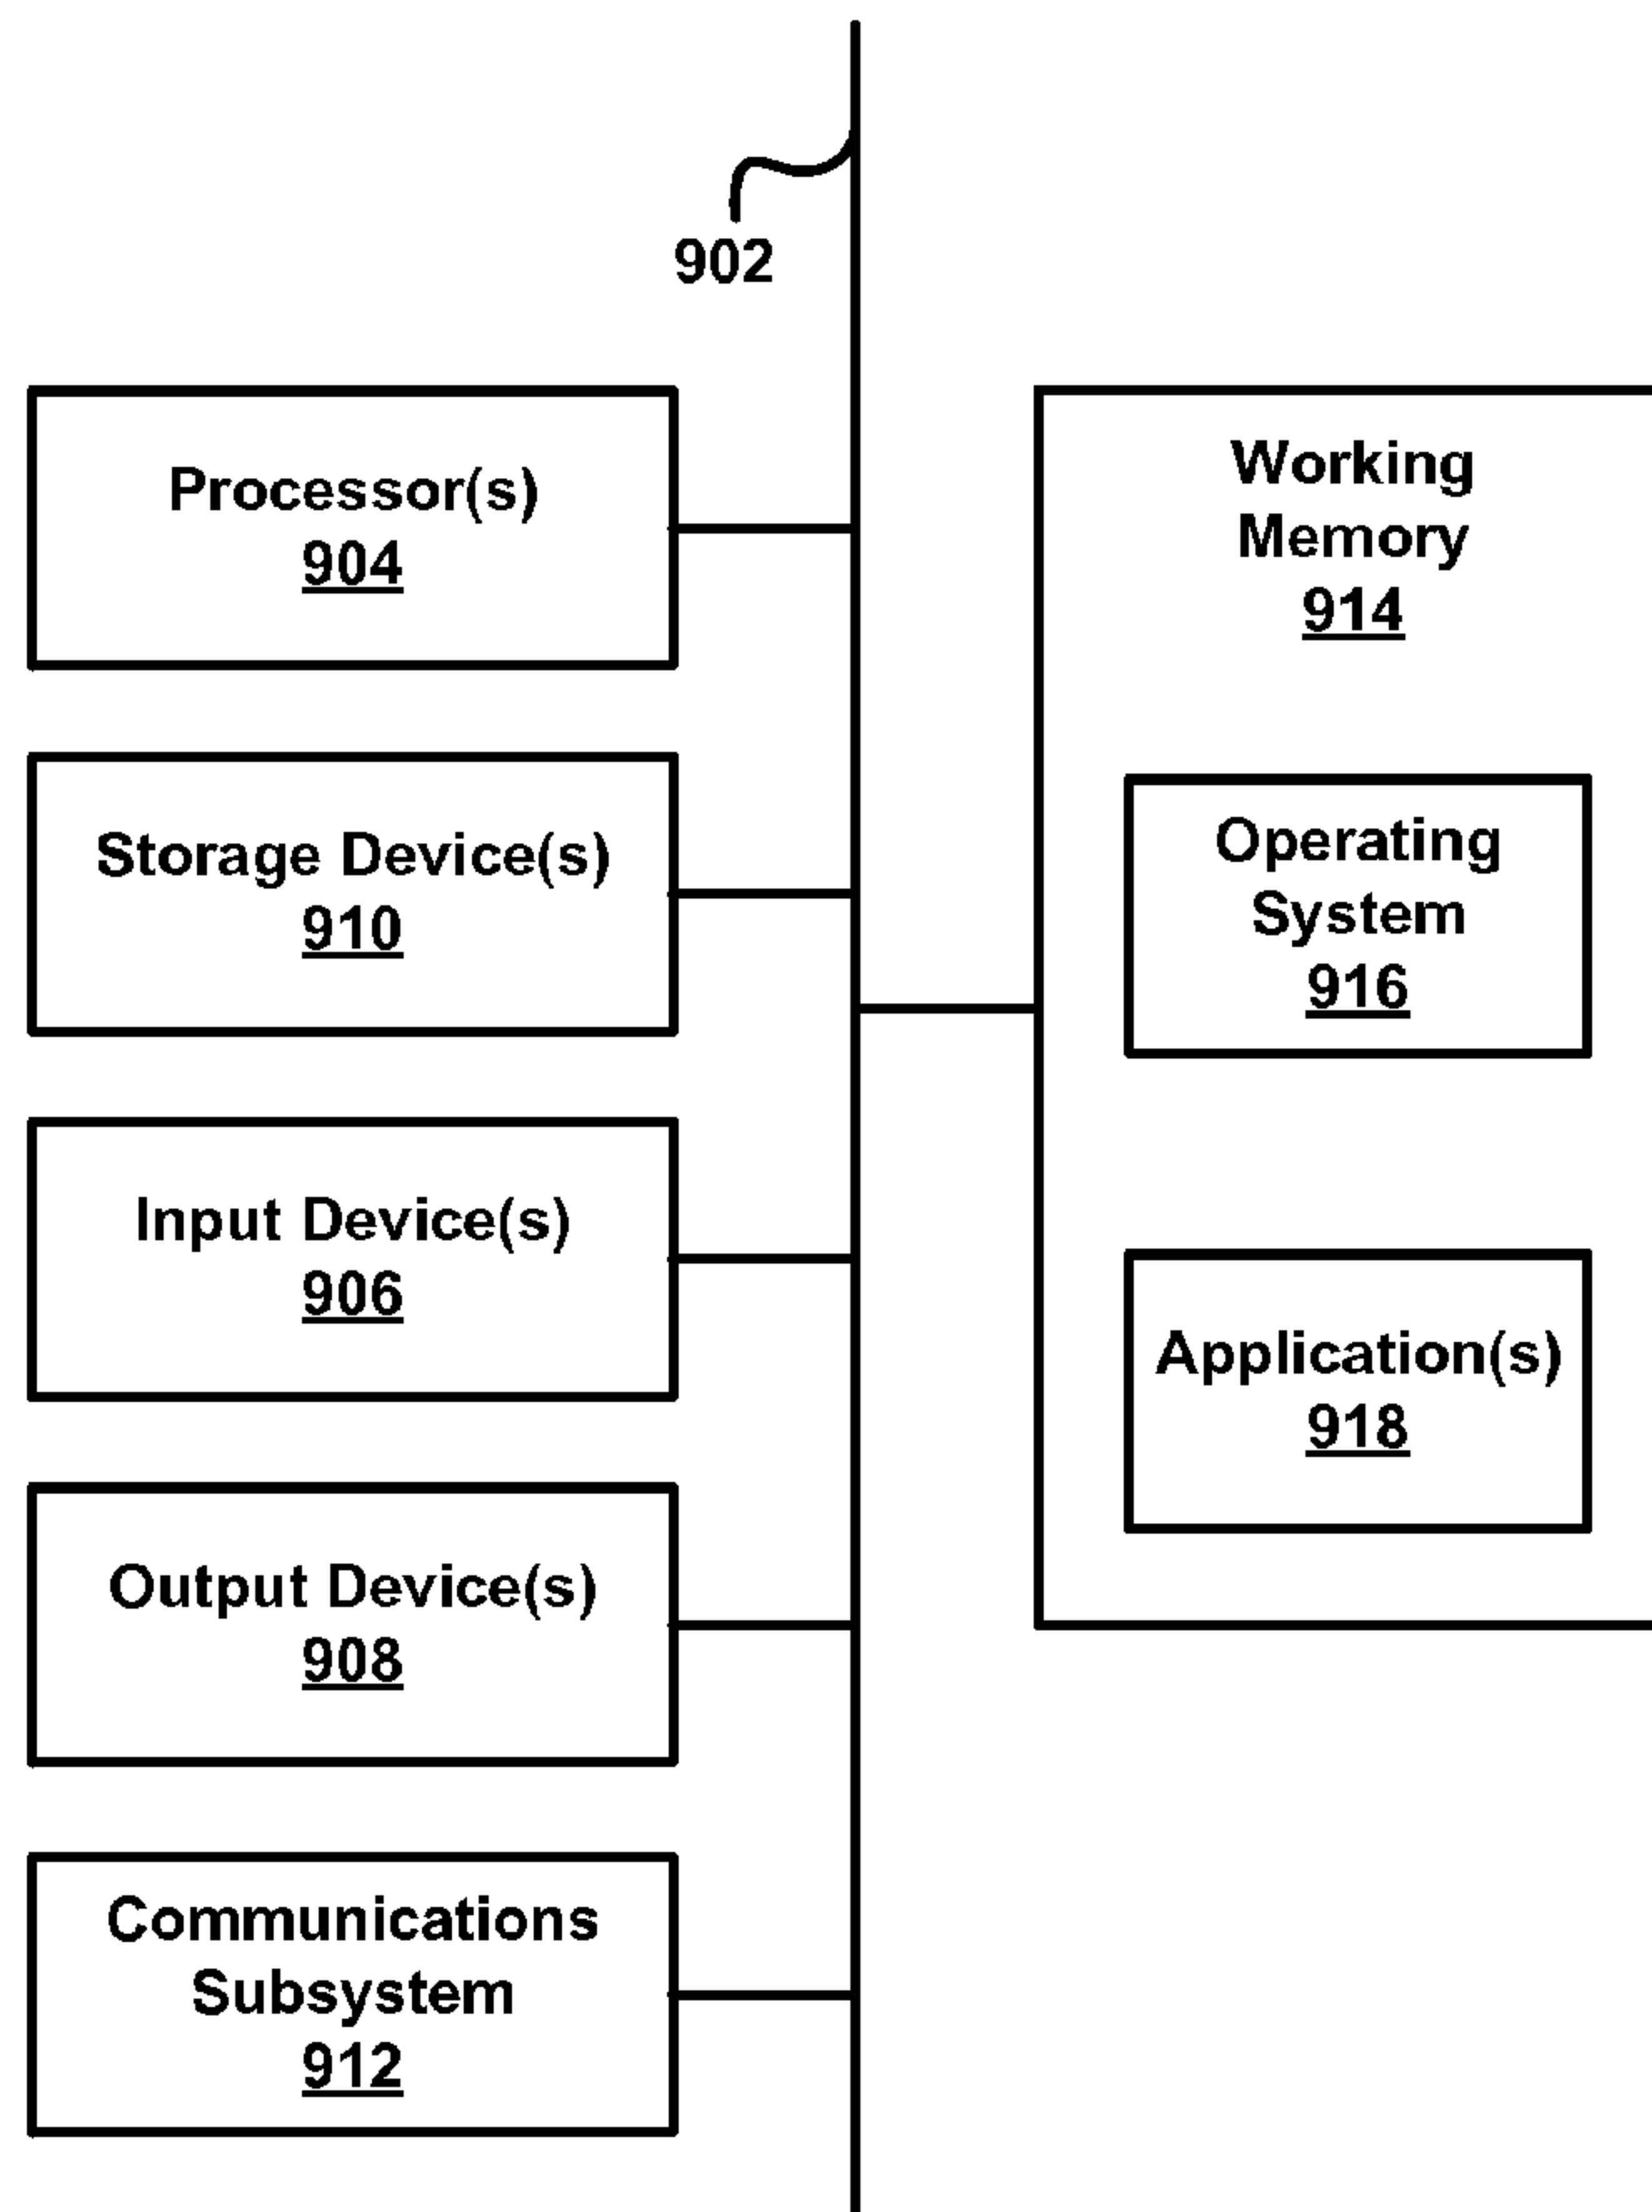 902
Processor(s)
904
Storage Device(s)
910
Input Device(s)
906
Output Device(s)
908
Communications
Subsystem
912
Working
Memory
914
Operating
System
916
Application(s)
918